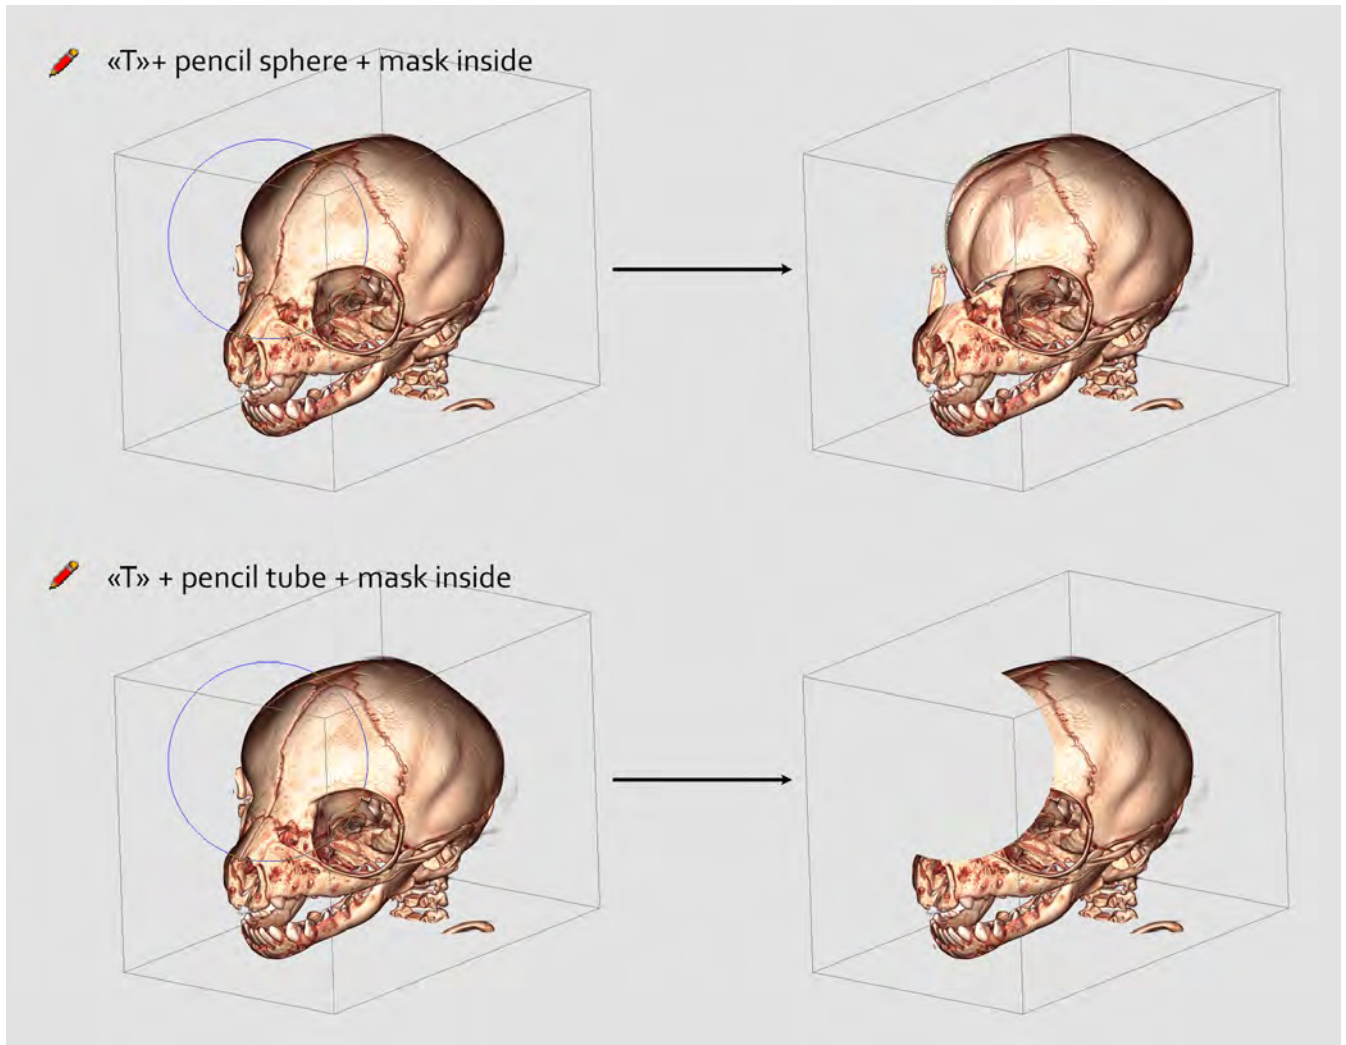 «T»+ pencil sphere + mask inside
«T» + pencil tube + mask inside